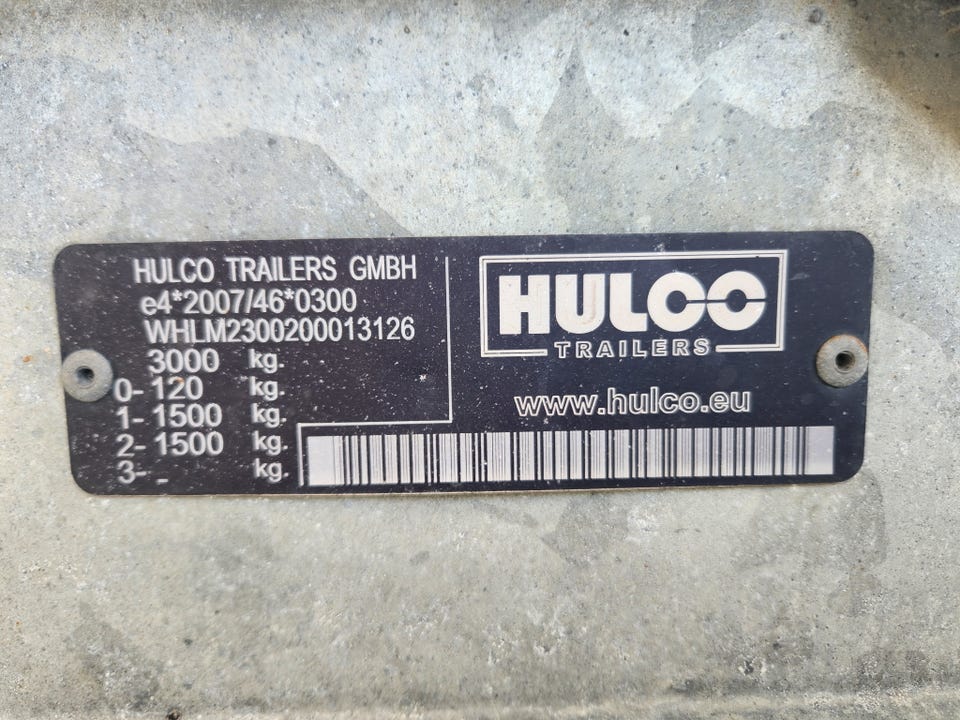 HULCO TRAILERS GMBH
e4*2007/46*0300
WHLM2300200013126
3000 kg.
0- 120 kg.
1- 1500 kg.
2- 1500 kg.
3- - kg.
HULCO
TRAILERS
www.hulco.eu